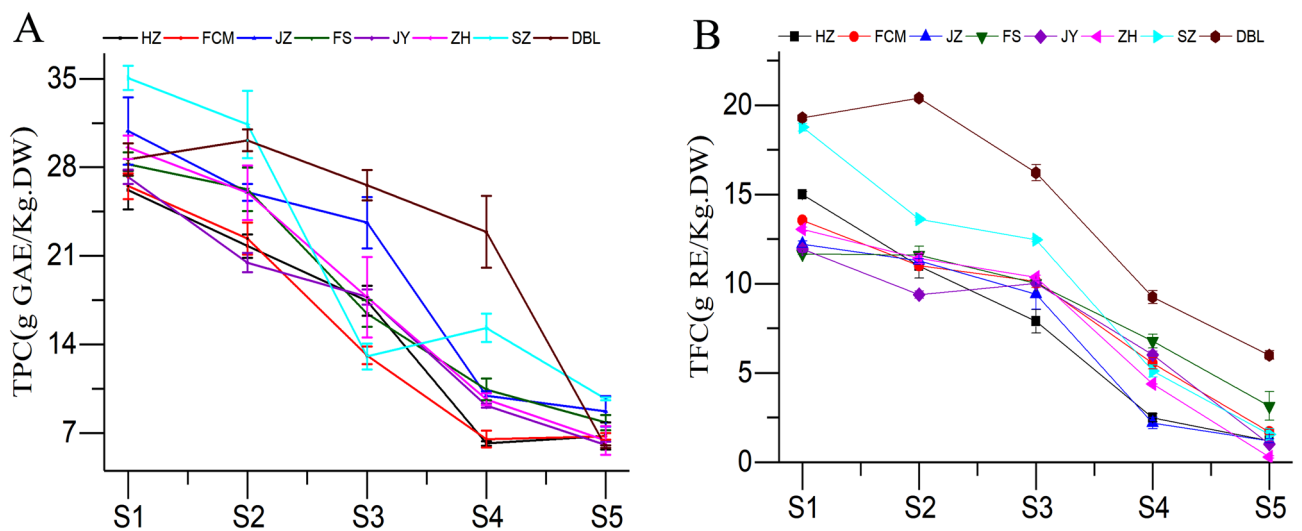 A
HZ FCM JZ FS JY ZH SZ DBL
TPC(g GAE/Kg.DW)
35
28
21
14
7
S1 S2 S3 S4 S5
B
HZ FCM JZ FS JY ZH SZ DBL
TFC(g RE/Kg.DW)
20
15
10
5
0
S1 S2 S3 S4 S5